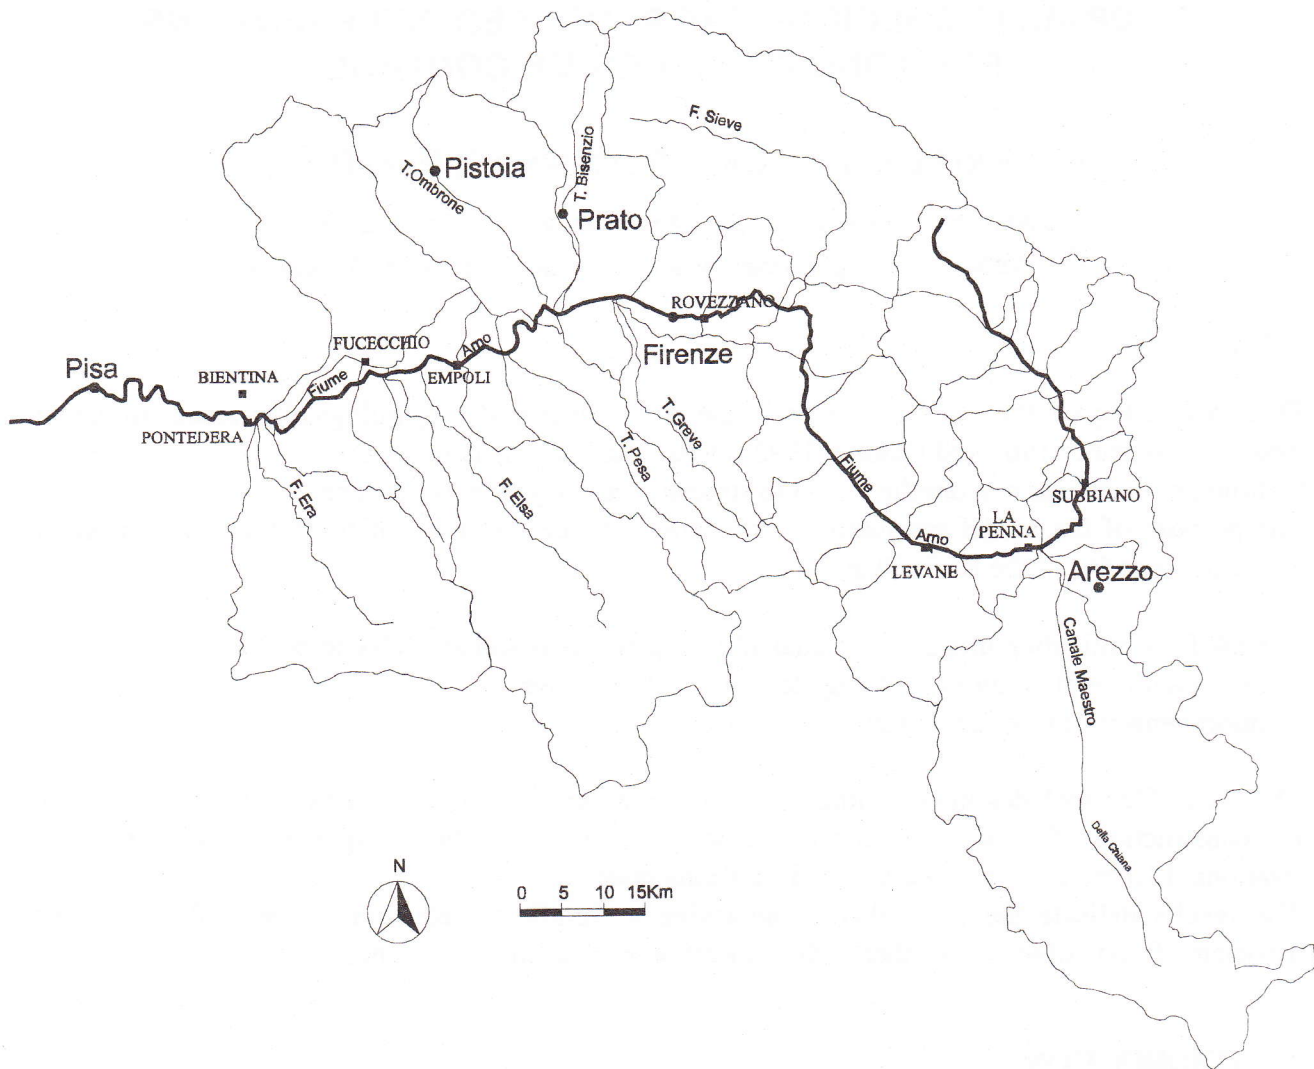 F. Sieve
T. Bisenzio
Pistoia
T.Ombrone
Prato
ROVEZZANO
FUCECCHIO
Arno
Firenze
Pisa
BIENTINA
Fiume
EMPOLI
PONTEDERA
T. Greve
T. Pesa
Fiume
F. Era
F. Elsa
SUBBIANO
LA
PENNA
Arno
LEVANE
Arezzo
Canale Maestro
Della Chiana
N
0 5 10 15Km